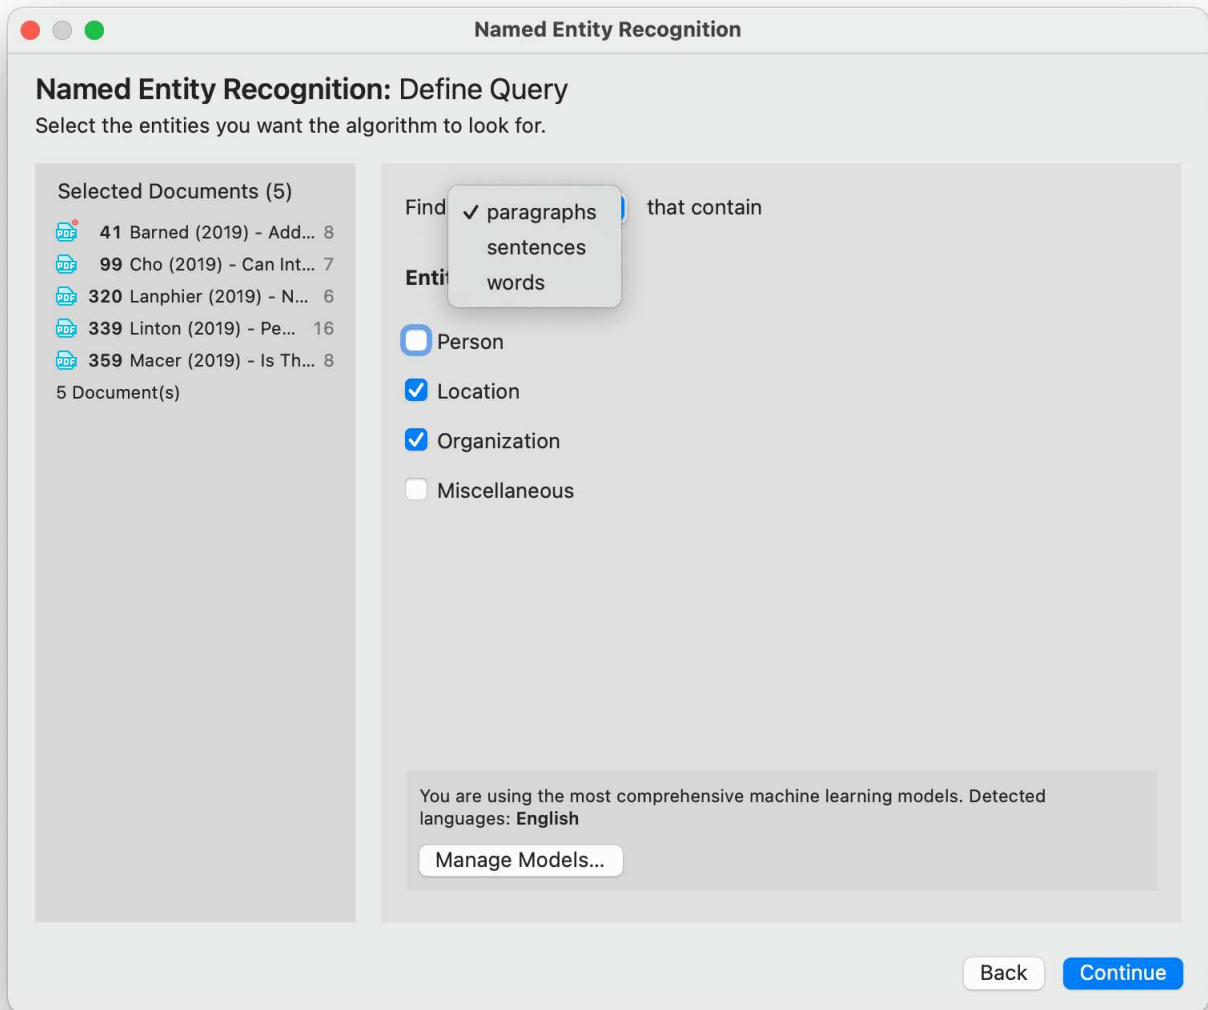 Named Entity Recognition
Named Entity Recognition: Define Query
Select the entities you want the algorithm to look for.
Selected Documents (5)
41 Barned (2019) - Add... 8
99 Cho (2019) - Can Int... 7
320 Lanphier (2019) - N... 6
339 Linton (2019) - Pe... 16
359 Macer (2019) - Is Th... 8
5 Document(s)
Find paragraphs that contain
sentences
words
Enti
Person
Location
Organization
Miscellaneous
You are using the most comprehensive machine learning models. Detected
languages: English
Manage Models...
Back Continue